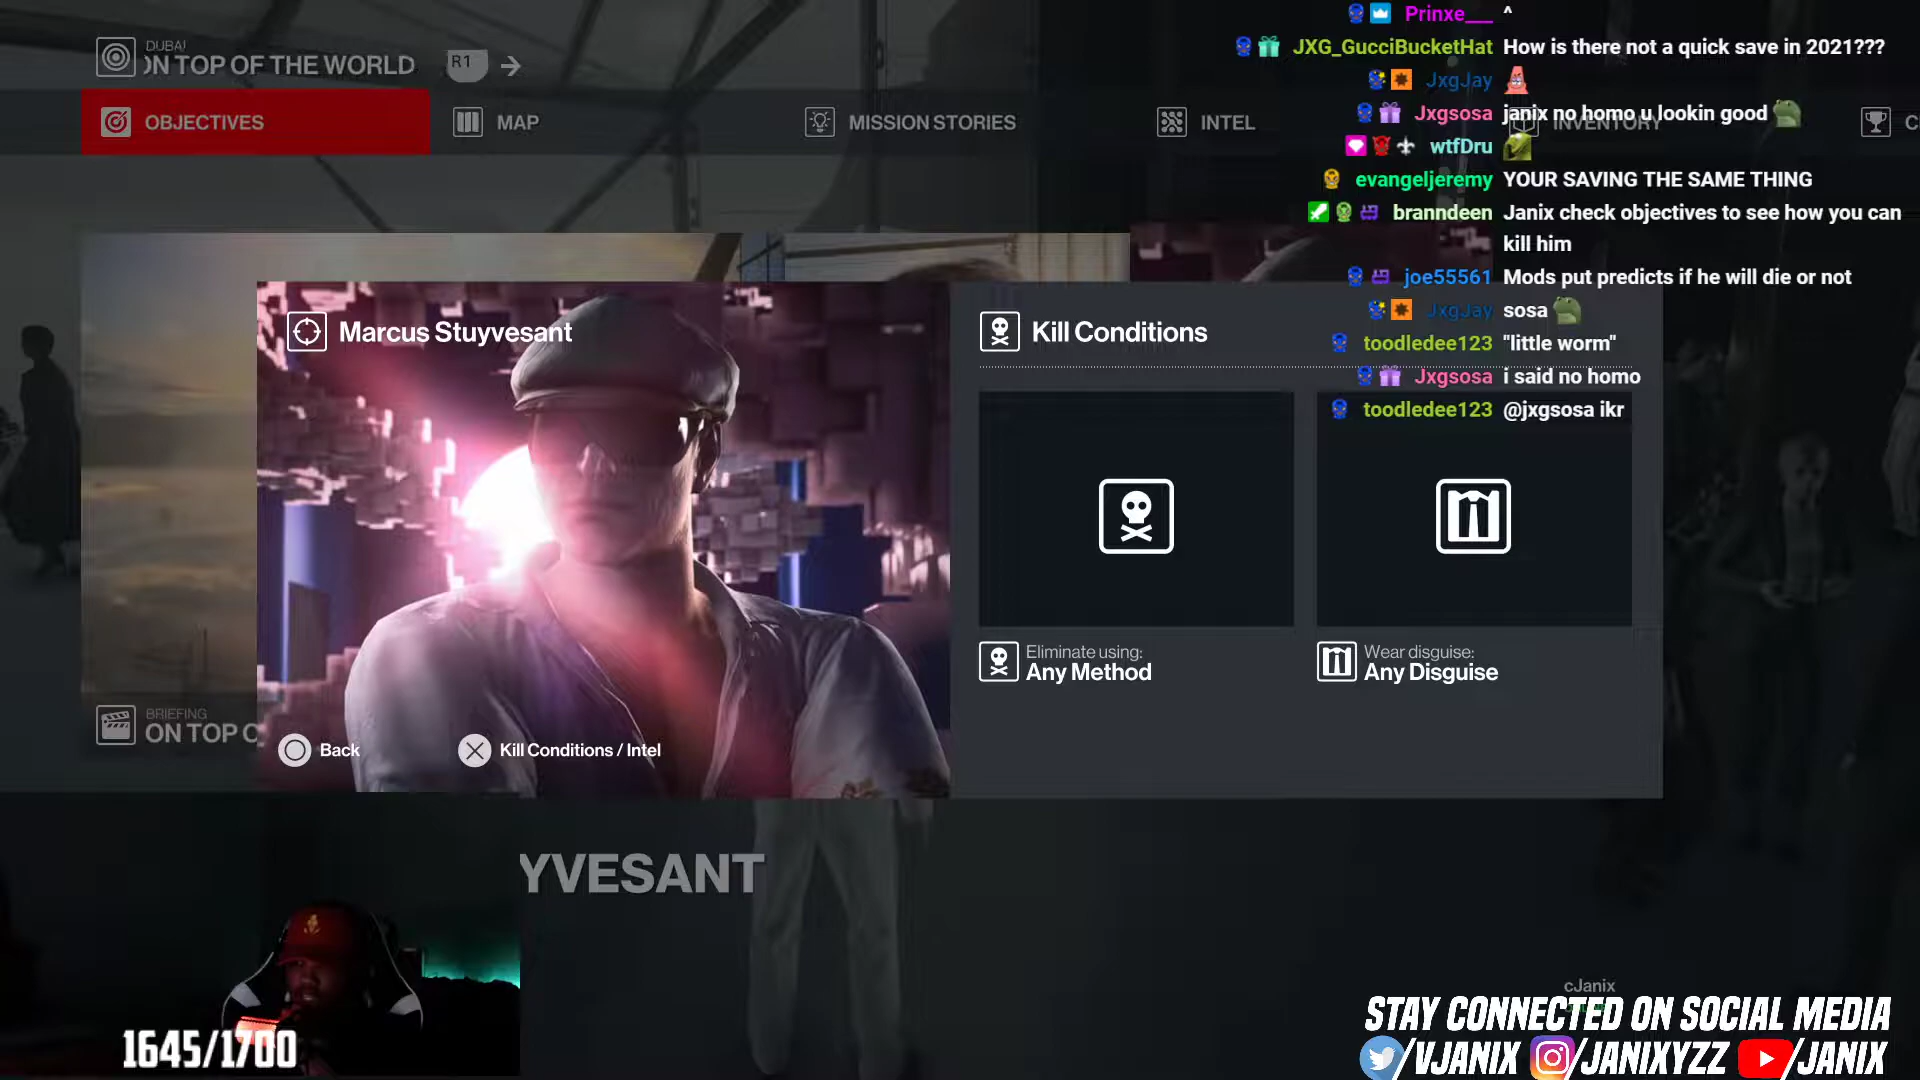 DUBAI
ON TOP OF THE WORLD
R1
OBJECTIVES
MAP
MISSION STORIES
INTEL
INVENTORY
C
Prinxe___ ^
JXG_GucciBucketHat How is there not a quick save in 2021???
JxgJay
Jxgsosa janix no homo u lookin good
wtfDru
evangeljeremy YOUR SAVING THE SAME THING
branndeen Janix check objectives to see how you can
kill him
joe55561 Mods put predicts if he will die or not
JxgJay sosa
toodledee123 "little worm"
Jxgsosa i said no homo
toodledee123 @jxgsosa ikr
Marcus Stuyvesant
Kill Conditions
Eliminate using:
Any Method
Wear disguise:
Any Disguise
BRIEFING
ON TOP O
Back
Kill Conditions / Intel
YVESANT
1645/1700
cJanix
STAY CONNECTED ON SOCIAL MEDIA
/VJANIX /JANIXYZZ /JANIX